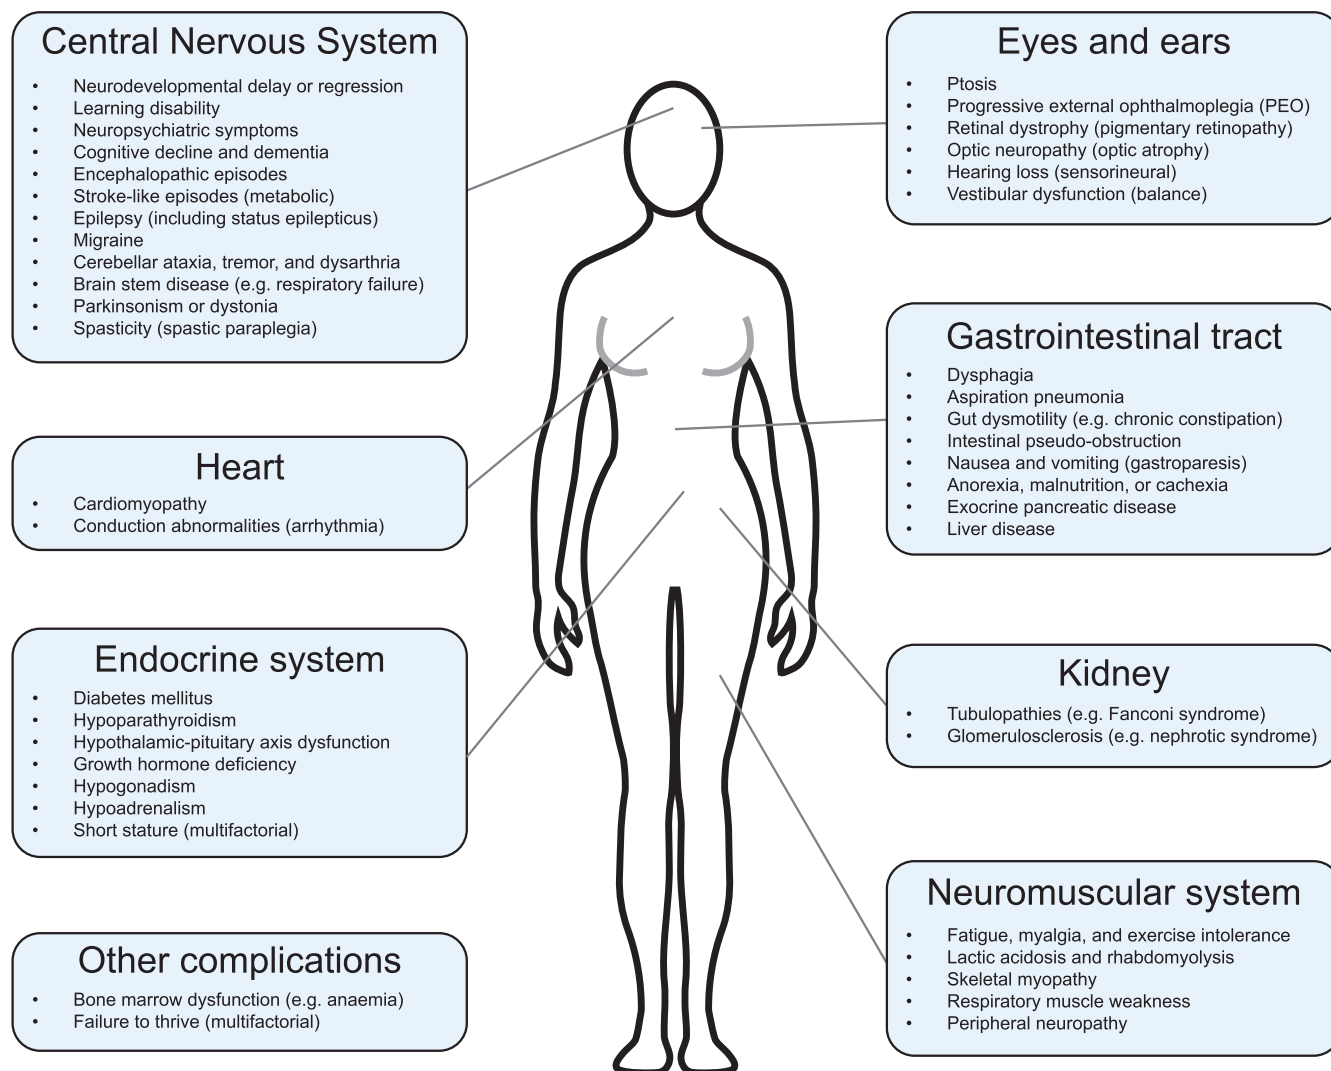 Central Nervous System
• Neurodevelopmental delay or regression
• Learning disability
• Neuropsychiatric symptoms
• Cognitive decline and dementia
• Encephalopathic episodes
• Stroke-like episodes (metabolic)
• Epilepsy (including status epilepticus)
• Migraine
• Cerebellar ataxia, tremor, and dysarthria
• Brain stem disease (e.g. respiratory failure)
• Parkinsonism or dystonia
• Spasticity (spastic paraplegia)
Heart
• Cardiomyopathy
• Conduction abnormalities (arrhythmia)
Endocrine system
• Diabetes mellitus
• Hypoparathyroidism
• Hypothalamic-pituitary axis dysfunction
• Growth hormone deficiency
• Hypogonadism
• Hypoadrenalism
• Short stature (multifactorial)
Other complications
• Bone marrow dysfunction (e.g. anaemia)
• Failure to thrive (multifactorial)
Eyes and ears
• Ptosis
• Progressive external ophthalmoplegia (PEO)
• Retinal dystrophy (pigmentary retinopathy)
• Optic neuropathy (optic atrophy)
• Hearing loss (sensorineural)
• Vestibular dysfunction (balance)
Gastrointestinal tract
• Dysphagia
• Aspiration pneumonia
• Gut dysmotility (e.g. chronic constipation)
• Intestinal pseudo-obstruction
• Nausea and vomiting (gastroparesis)
• Anorexia, malnutrition, or cachexia
• Exocrine pancreatic disease
• Liver disease
Kidney
• Tubulopathies (e.g. Fanconi syndrome)
• Glomerulosclerosis (e.g. nephrotic syndrome)
Neuromuscular system
• Fatigue, myalgia, and exercise intolerance
• Lactic acidosis and rhabdomyolysis
• Skeletal myopathy
• Respiratory muscle weakness
• Peripheral neuropathy